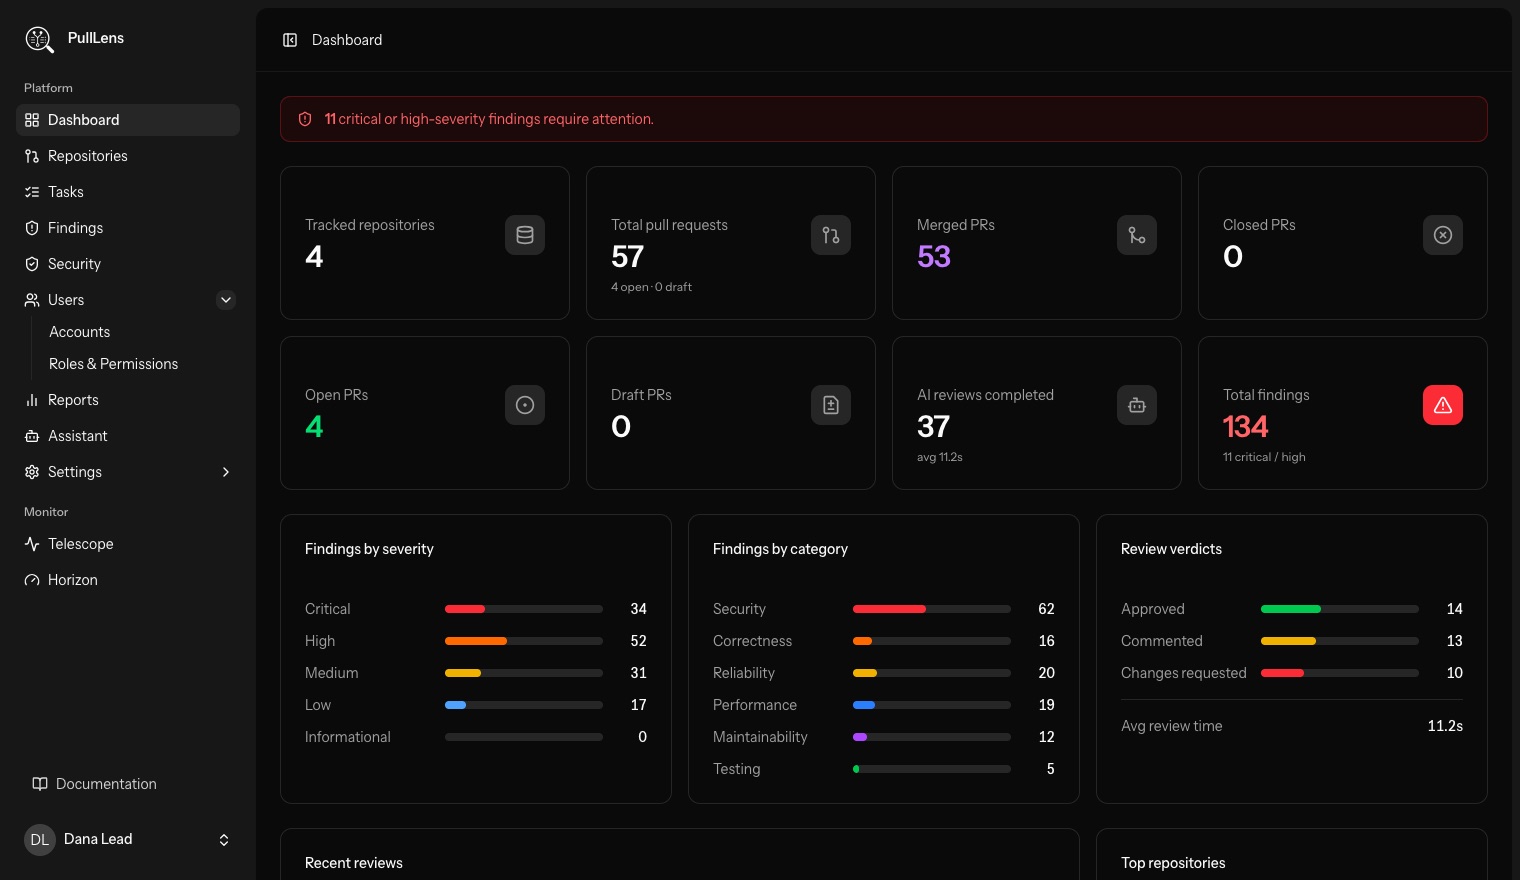 PullLens
Platform
Dashboard
Repositories
Tasks
Findings
Security
Users
Accounts
Roles & Permissions
Reports
Assistant
Settings
Monitor
Telescope
Horizon
Documentation
DL Dana Lead
Dashboard
11 critical or high-severity findings require attention.
Tracked repositories
4
Total pull requests
57
4 open · 0 draft
Merged PRs
53
Closed PRs
0
Open PRs
4
Draft PRs
0
AI reviews completed
37
avg 11.2s
Total findings
134
11 critical / high
Findings by severity
Critical 34
High 52
Medium 31
Low 17
Informational 0
Findings by category
Security 62
Correctness 16
Reliability 20
Performance 19
Maintainability 12
Testing 5
Review verdicts
Approved 14
Commented 13
Changes requested 10
Avg review time 11.2s
Recent reviews
Top repositories